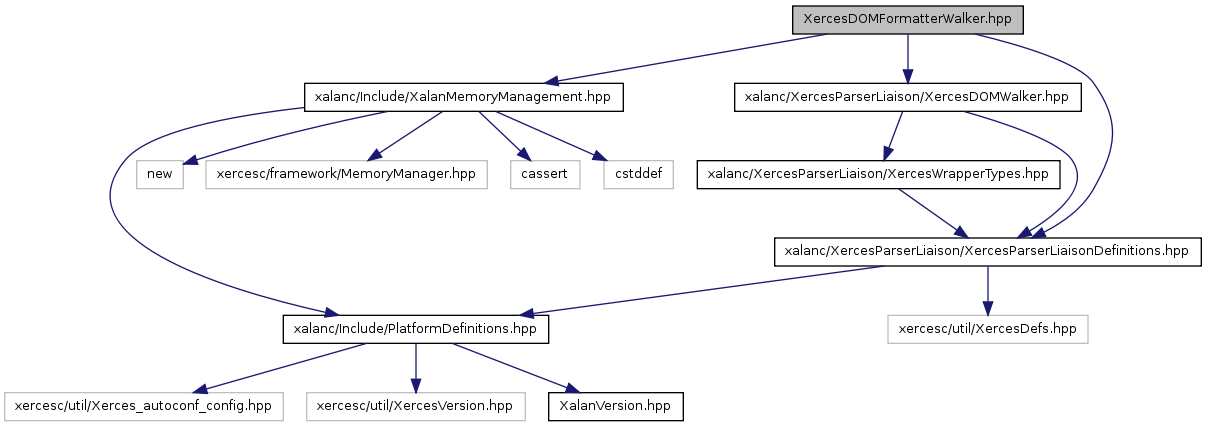 XercesDOMFormatterWalker.hpp
xalanc/Include/XalanMemoryManagement.hpp
xalanc/XercesParserLiaison/XercesDOMWalker.hpp
new
xercesc/framework/MemoryManager.hpp
cassert
cstddef
xalanc/XercesParserLiaison/XercesWrapperTypes.hpp
xalanc/XercesParserLiaison/XercesParserLiaisonDefinitions.hpp
xalanc/Include/PlatformDefinitions.hpp
xercesc/util/XercesDefs.hpp
xercesc/util/Xerces_autoconf_config.hpp
xercesc/util/XercesVersion.hpp
XalanVersion.hpp